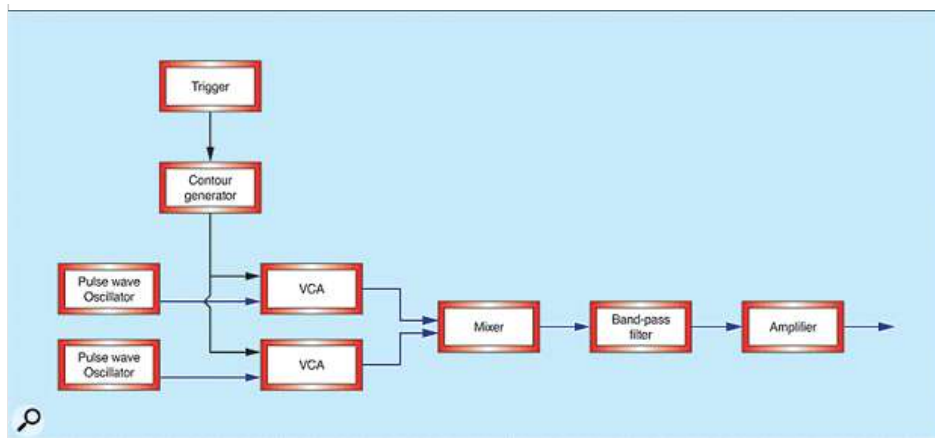 Trigger
Contour
generator
Pulse wave
Oscillator
VCA
Pulse wave
Oscillator
VCA
Mixer
Band-pass
filter
Amplifier